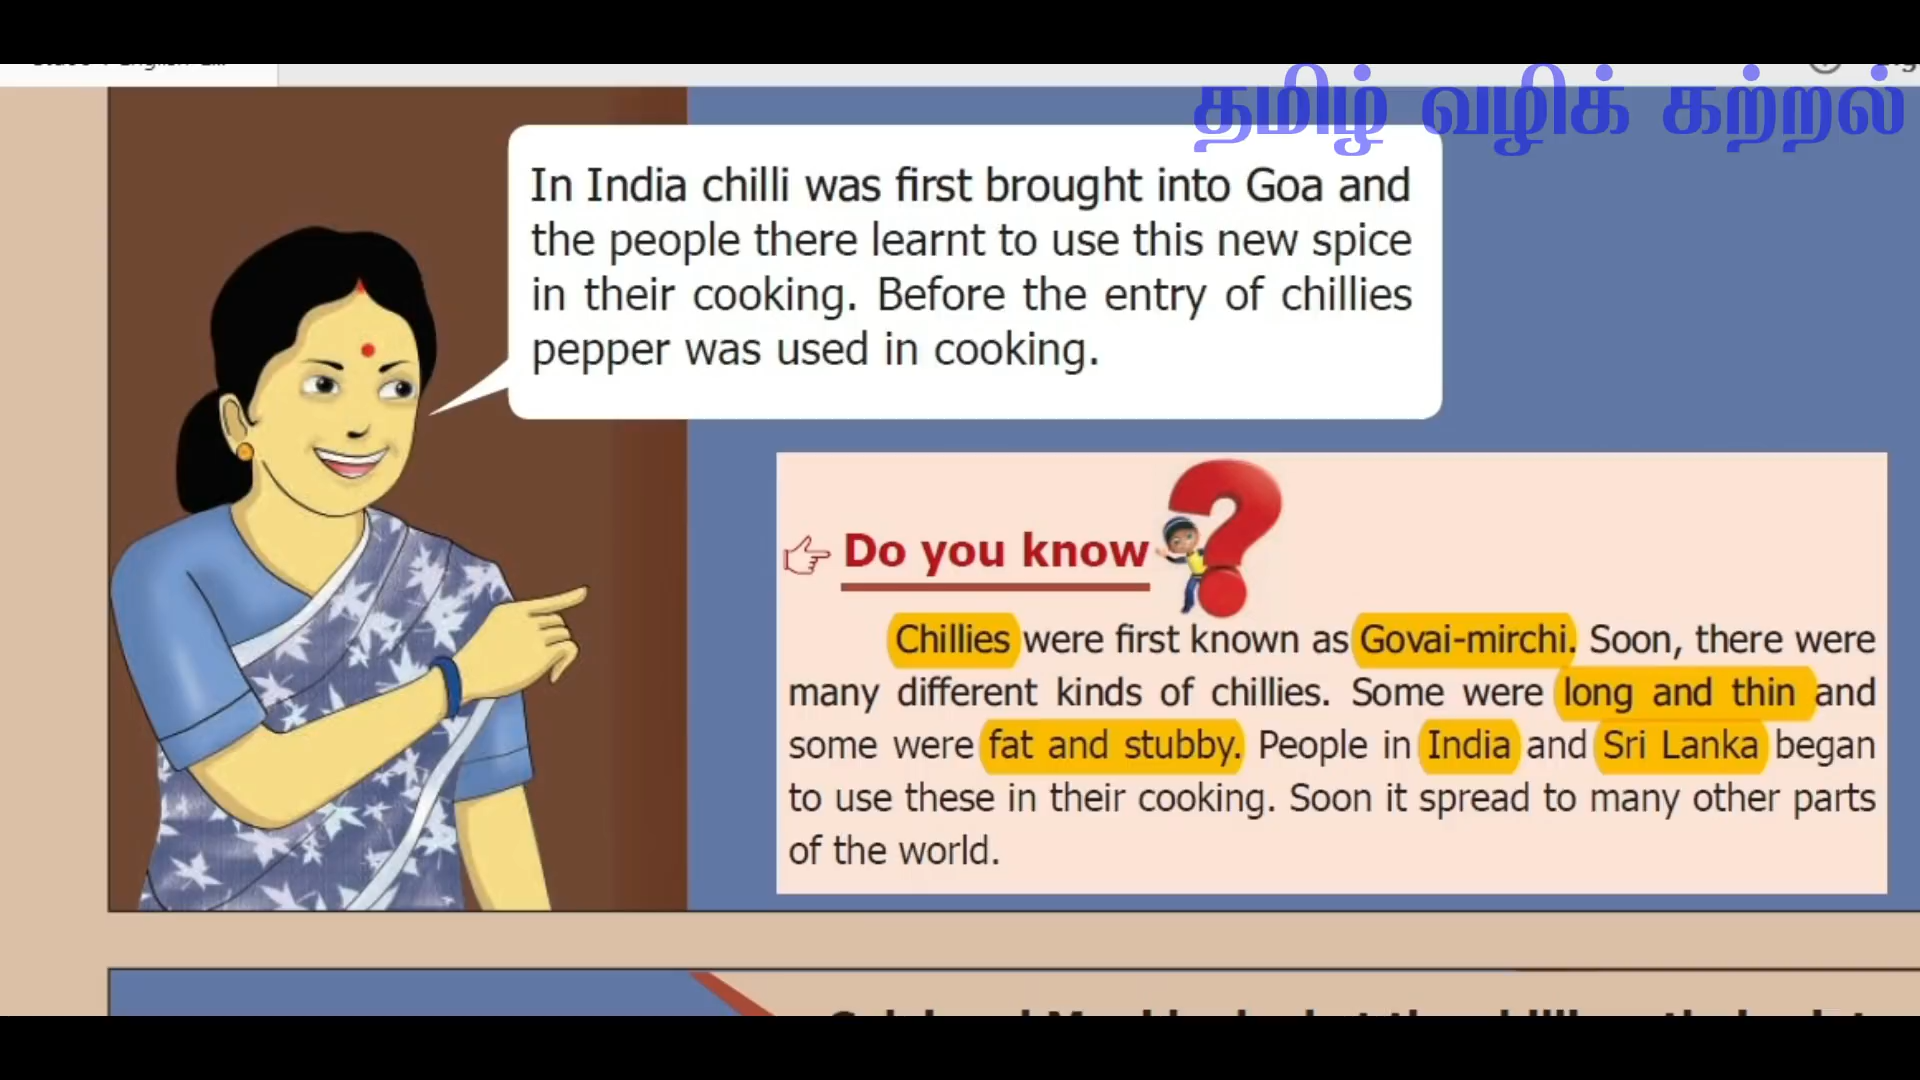 தமிழ் வழிக் கற்றல்
In India chilli was first brought into Goa and
the people there learnt to use this new spice
in their cooking. Before the entry of chillies
pepper was used in cooking.
Do you know
Chillies were first known as Govai-mirchi. Soon, there were
many different kinds of chillies. Some were long and thin and
some were fat and stubby. People in India and Sri Lanka began
to use these in their cooking. Soon it spread to many other parts
of the world.